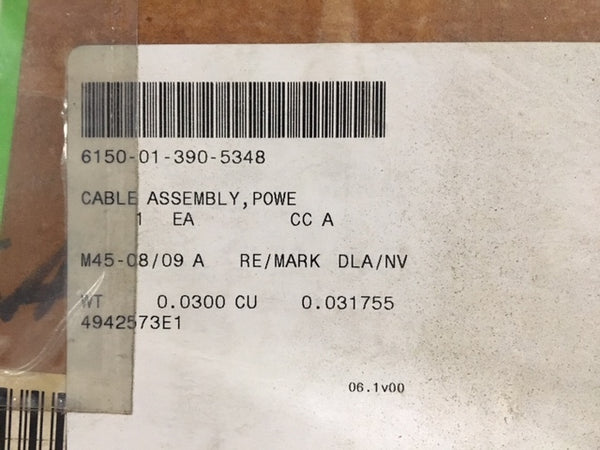 6150-01-390-5348
CABLE ASSEMBLY,POWE
1 EA CC A
M45-08/09 A RE/MARK DLA/NV
WT 0.0300 CU 0.031755
4942573E1
06.1v00